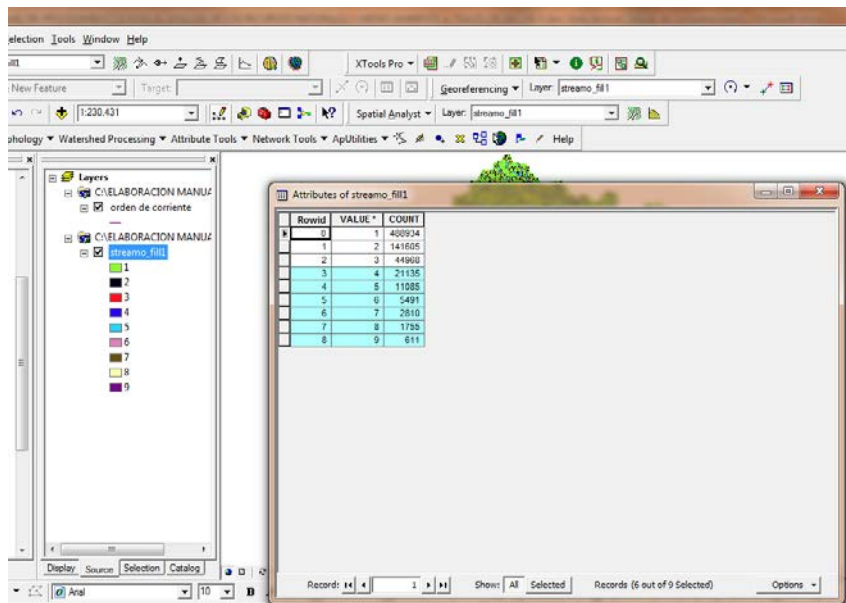 election Tools Window Help
XTools Pro
New Feature Target: Georeferencing Layer: streamo_fill1
1:230.431 Spatial Analyst Layer: streamo_fill1
phology Watershed Processing Attribute Tools Network Tools ApUtilities Help
Layers
C:\ELABORACION MANUA
orden de corriente
C:\ELABORACION MANUA
streamo_fill1
1
2
3
4
5
6
7
8
9
Attributes of streamo_fill1
Rowid VALUE * COUNT
0 1 488934
1 2 141605
2 3 44968
3 4 21135
4 5 11085
5 6 5491
6 7 2810
7 8 1755
8 9 611
Display Source Selection Catalog
Record: 1 Show: All Selected Records (6 out of 9 Selected) Options
Arial 10 B